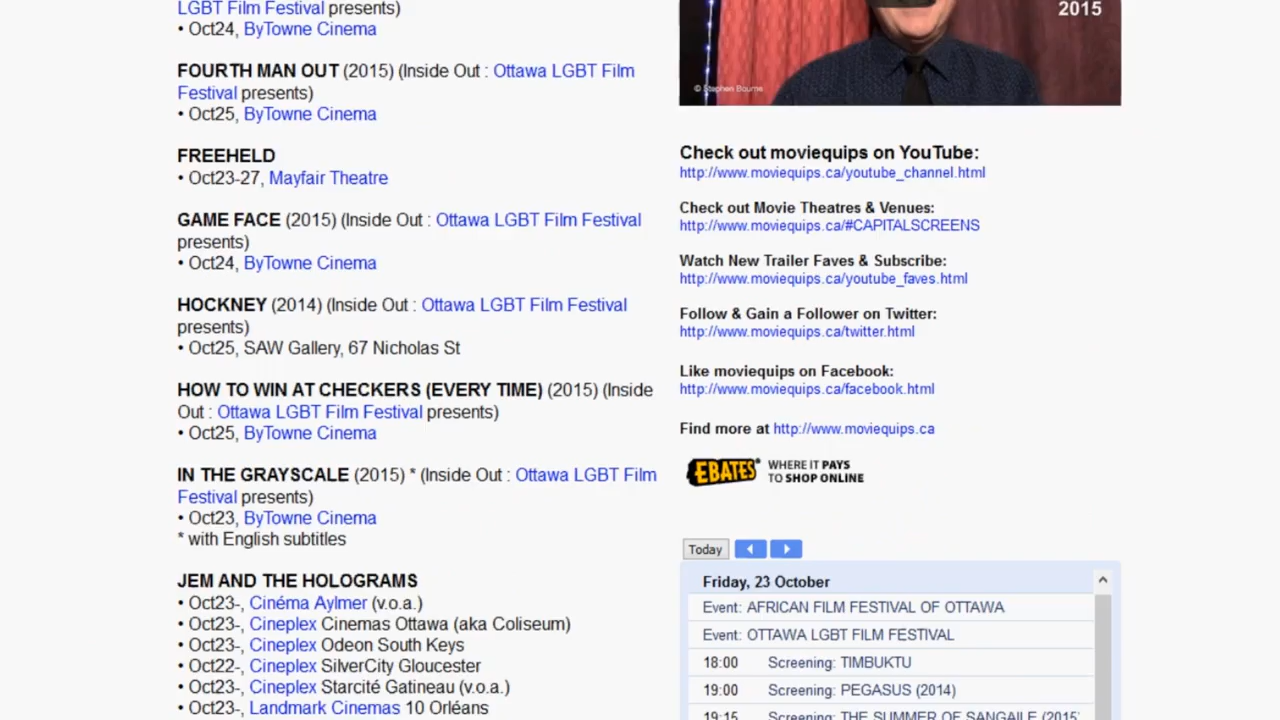 LGBT Film Festival presents)
• Oct24, ByTowne Cinema
FOURTH MAN OUT (2015) (Inside Out : Ottawa LGBT Film
Festival presents)
• Oct25, ByTowne Cinema
FREEHELD
• Oct23-27, Mayfair Theatre
GAME FACE (2015) (Inside Out : Ottawa LGBT Film Festival
presents)
• Oct24, ByTowne Cinema
HOCKNEY (2014) (Inside Out : Ottawa LGBT Film Festival
presents)
• Oct25, SAW Gallery, 67 Nicholas St
HOW TO WIN AT CHECKERS (EVERY TIME) (2015) (Inside
Out : Ottawa LGBT Film Festival presents)
• Oct25, ByTowne Cinema
IN THE GRAYSCALE (2015) * (Inside Out : Ottawa LGBT Film
Festival presents)
• Oct23, ByTowne Cinema
* with English subtitles
JEM AND THE HOLOGRAMS
• Oct23-, Cinéma Aylmer (v.o.a.)
• Oct23-, Cineplex Cinemas Ottawa (aka Coliseum)
• Oct23-, Cineplex Odeon South Keys
• Oct22-, Cineplex SilverCity Gloucester
• Oct23-, Cineplex Starcité Gatineau (v.o.a.)
• Oct23-, Landmark Cinemas 10 Orléans
2015
© Stephen Bourne
Check out moviequips on YouTube:
http://www.moviequips.ca/youtube_channel.html
Check out Movie Theatres & Venues:
http://www.moviequips.ca/#CAPITALSCREENS
Watch New Trailer Faves & Subscribe:
http://www.moviequips.ca/youtube_faves.html
Follow & Gain a Follower on Twitter:
http://www.moviequips.ca/twitter.html
Like moviequips on Facebook:
http://www.moviequips.ca/facebook.html
Find more at http://www.moviequips.ca
EBATES WHERE IT PAYS
TO SHOP ONLINE
Today
Friday, 23 October
Event: AFRICAN FILM FESTIVAL OF OTTAWA
Event: OTTAWA LGBT FILM FESTIVAL
18:00 Screening: TIMBUKTU
19:00 Screening: PEGASUS (2014)
19:15 Screening: THE SUMMER OF SANGAILE (2015)